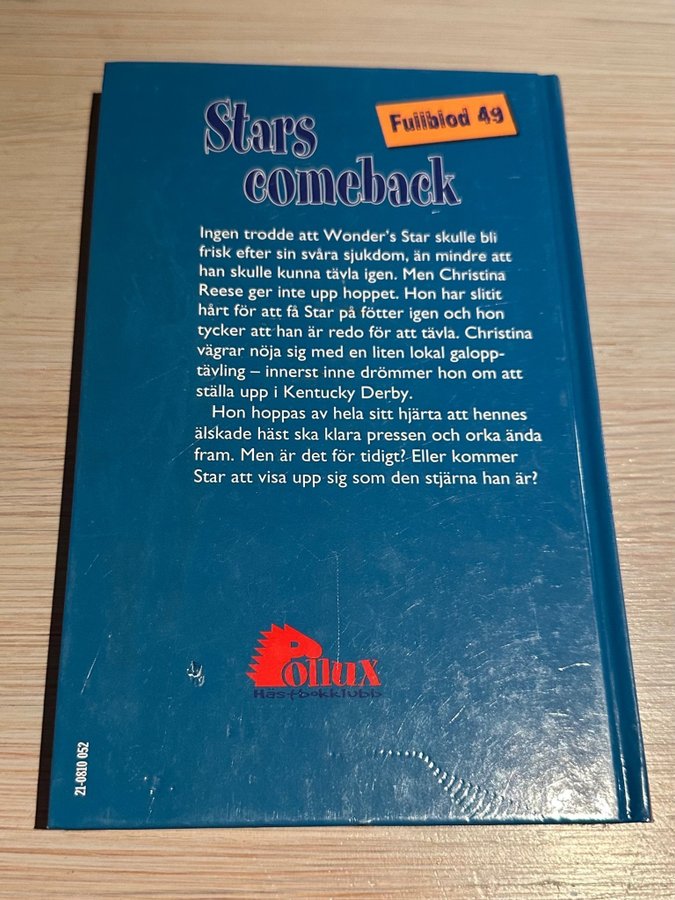 Stars
comeback
Fullblod 49
Ingen trodde att Wonder's Star skulle bli
frisk efter sin svåra sjukdom, än mindre att
han skulle kunna tävla igen. Men Christina
Reese ger inte upp hoppet. Hon har slitit
hårt för att få Star på fötter igen och hon
tycker att han är redo för att tävla. Christina
vägrar nöja sig med en liten lokal galopp-
tävling – innerst inne drömmer hon om att
ställa upp i Kentucky Derby.
Hon hoppas av hela sitt hjärta att hennes
älskade häst ska klara pressen och orka ända
fram. Men är det för tidigt? Eller kommer
Star att visa upp sig som den stjärna han är?
Pollux
Hästbokklubb
21-0810 052